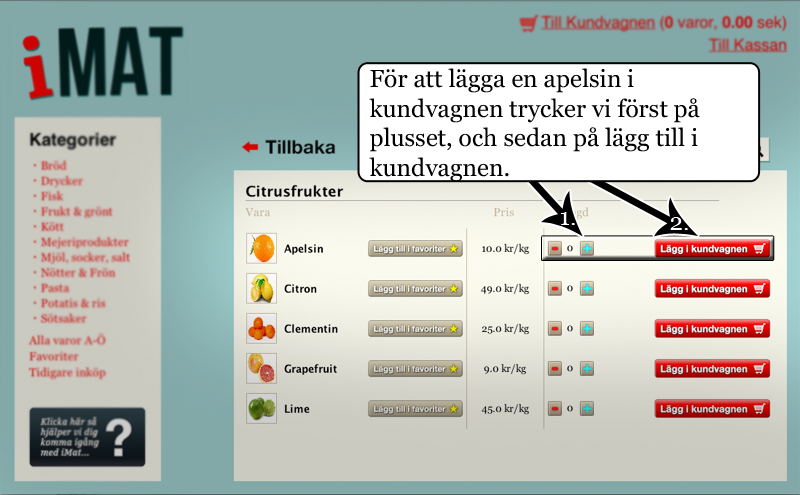 iMAT
Till Kundvagnen (0 varor, 0.00 sek)
Till Kassan
För att lägga en apelsin i
kundvagnen trycker vi först på
plusset, och sedan på lägg till i
kundvagnen.
Kategorier
Bröd
Drycker
Fisk
Frukt & grönt
Kött
Mejeriprodukter
Mjöl, socker, salt
Nötter & Frön
Pasta
Potatis & ris
Sötsaker
Alla varor A-Ö
Favoriter
Tidigare inköp
Klicka här så
hjälper vi dig
komma igång
med iMat...
?
Tillbaka
Citrusfrukter
Vara Pris
1. 2.
Apelsin Lägg till i favoriter 10.0 kr/kg 0 Lägg i kundvagnen
Citron Lägg till i favoriter 49.0 kr/kg 0 Lägg i kundvagnen
Clementin Lägg till i favoriter 25.0 kr/kg 0 Lägg i kundvagnen
Grapefruit Lägg till i favoriter 9.0 kr/kg 0 Lägg i kundvagnen
Lime Lägg till i favoriter 45.0 kr/kg 0 Lägg i kundvagnen